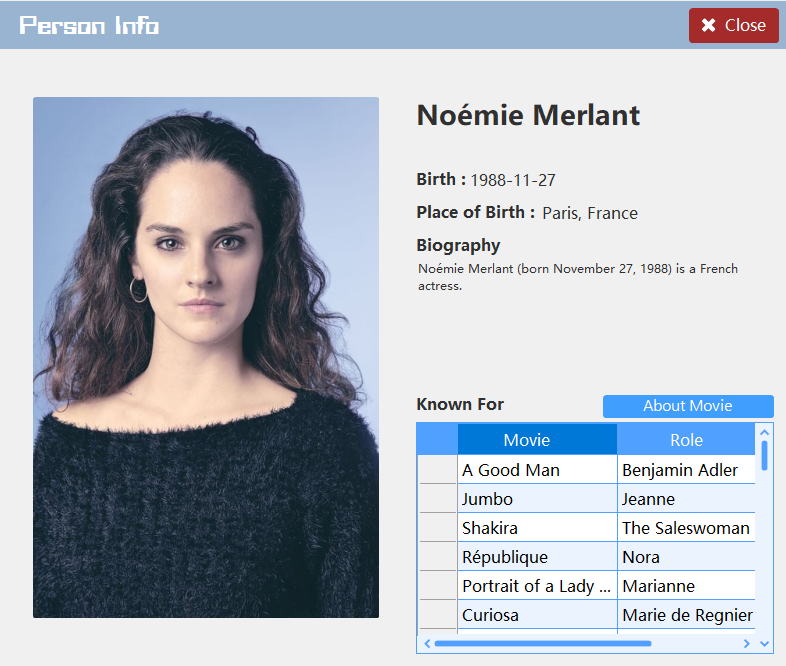 Person Info
Close
Noémie Merlant
Birth : 1988-11-27
Place of Birth : Paris, France
Biography
Noémie Merlant (born November 27, 1988) is a French
actress.
Known For
About Movie
Movie Role
A Good Man Benjamin Adler
Jumbo Jeanne
Shakira The Saleswoman
République Nora
Portrait of a Lady ... Marianne
Curiosa Marie de Regnier